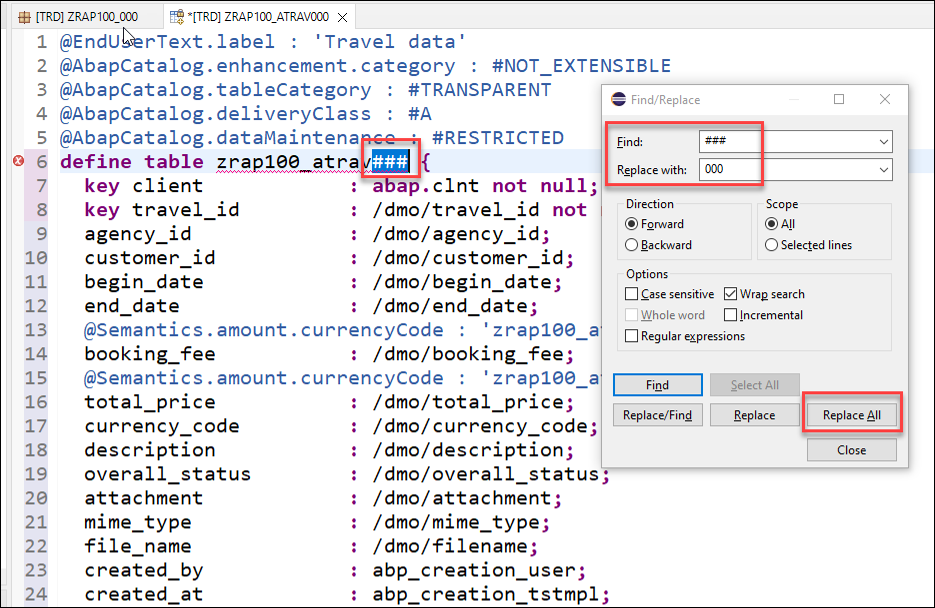 [TRD] ZRAP100_000
*[TRD] ZRAP100_ATRAV000
1 @EndUserText.label : 'Travel data'
2 @AbapCatalog.enhancement.category : #NOT_EXTENSIBLE
3 @AbapCatalog.tableCategory : #TRANSPARENT
4 @AbapCatalog.deliveryClass : #A
5 @AbapCatalog.dataMaintenance : #RESTRICTED
6 define table zrap100_atrav### {
7 key client : abap.clnt not null;
8 key travel_id : /dmo/travel_id not
9 agency_id : /dmo/agency_id;
10 customer_id : /dmo/customer_id;
11 begin_date : /dmo/begin_date;
12 end_date : /dmo/end_date;
13 @Semantics.amount.currencyCode : 'zrap100_at
14 booking_fee : /dmo/booking_fee;
15 @Semantics.amount.currencyCode : 'zrap100_at
16 total_price : /dmo/total_price;
17 currency_code : /dmo/currency_code;
18 description : /dmo/description;
19 overall_status : /dmo/overall_status;
20 attachment : /dmo/attachment;
21 mime_type : /dmo/mime_type;
22 file_name : /dmo/filename;
23 created_by : abp_creation_user;
24 created_at : abp_creation_tstmpl;
Find/Replace
Find: ###
Replace with: 000
Direction
Forward
Backward
Scope
All
Selected lines
Options
Case sensitive
Wrap search
Whole word
Incremental
Regular expressions
Find
Select All
Replace/Find
Replace
Replace All
Close